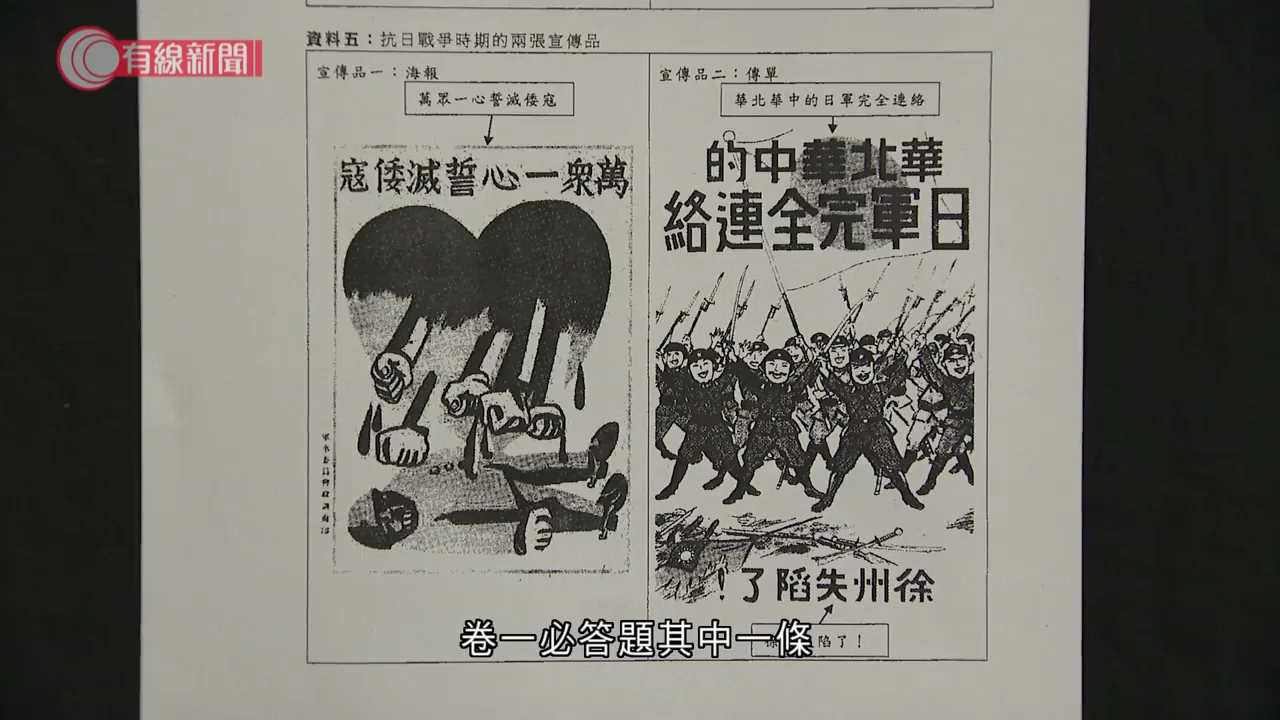 有線新聞
資料五：抗日戰爭時期的兩張宣傳品
宣傳品一：海報
萬眾一心誓滅倭寇
萬衆一心誓滅倭寇
宣傳品二：傳單
華北華中的日軍完全連絡
華北華中的
日軍完全連絡
徐州失陷了！
陷了！
卷一必答題其中一條